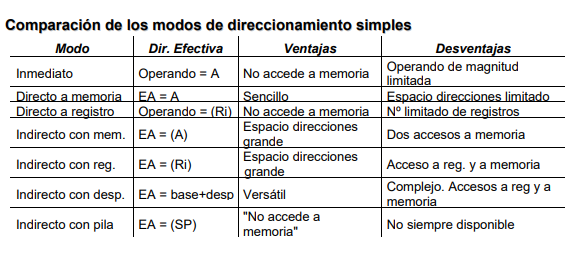 Comparación de los modos de direccionamiento simples
Modo Dir. Efectiva Ventajas Desventajas
Inmediato Operando = A No accede a memoria Operando de magnitud limitada
Directo a memoria EA = A Sencillo Espacio direcciones limitado
Directo a registro Operando = (Ri) No accede a memoria Nº limitado de registros
Indirecto con mem. EA = (A) Espacio direcciones grande Dos accesos a memoria
Indirecto con reg. EA = (Ri) Espacio direcciones grande Acceso a reg. y a memoria
Indirecto con desp. EA = base+desp Versátil Complejo. Accesos a reg y a memoria
Indirecto con pila EA = (SP) "No accede a memoria" No siempre disponible